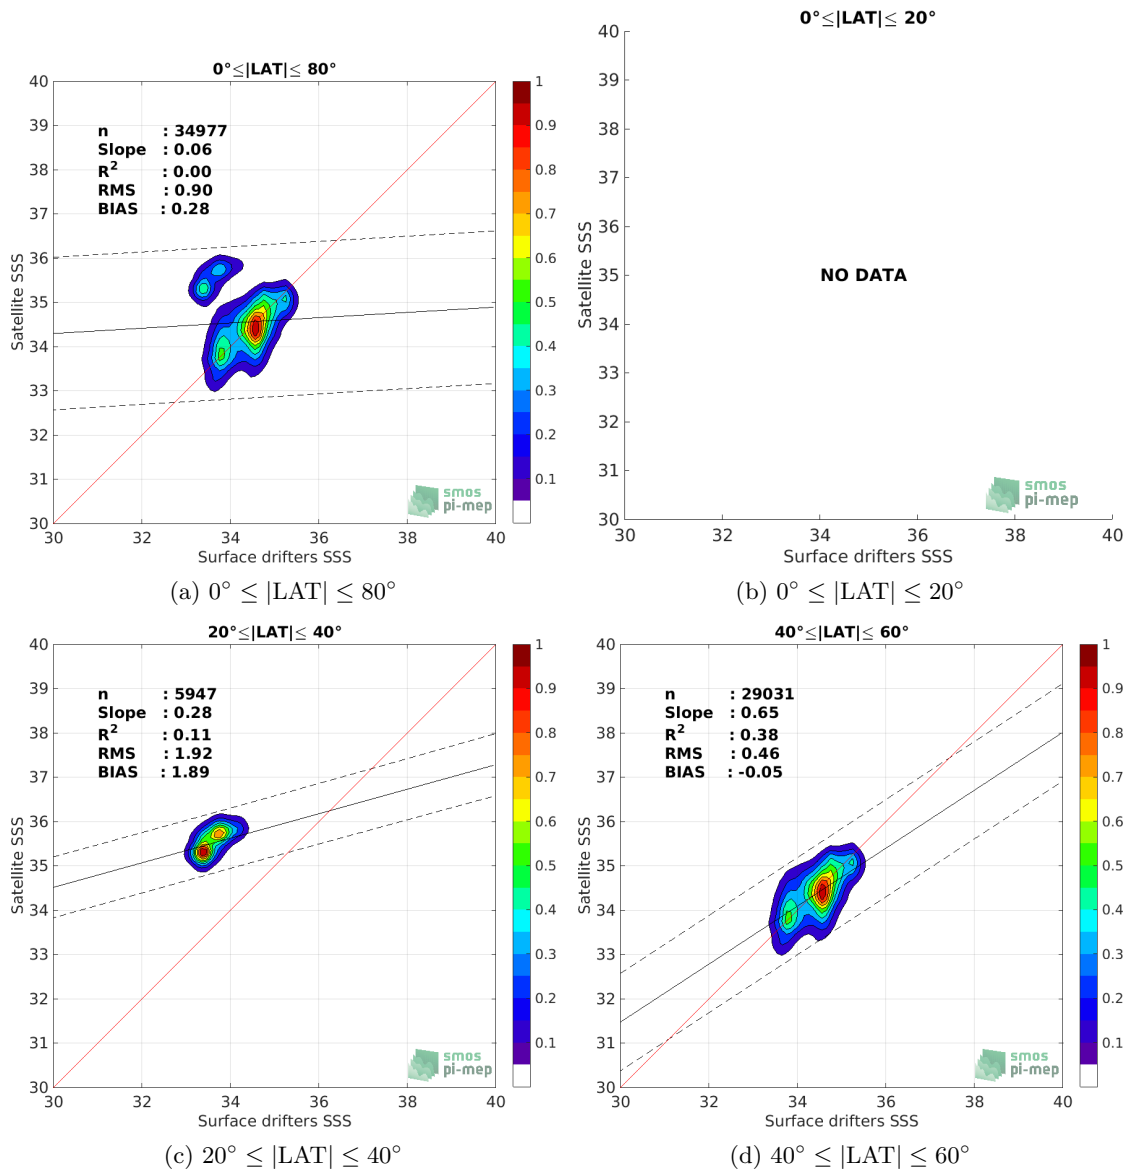 0°≤|LAT|≤ 80°
40
39
38
37
36
35
34
33
32
31
30
Satellite SSS
n : 34977
Slope : 0.06
R² : 0.00
RMS : 0.90
BIAS : 0.28
smos
pi-mep
30 32 34 36 38 40
Surface drifters SSS
1
0.9
0.8
0.7
0.6
0.5
0.4
0.3
0.2
0.1
(a) 0° ≤ |LAT| ≤ 80°
0°≤|LAT|≤ 20°
40
39
38
37
36
35
34
33
32
31
30
Satellite SSS
NO DATA
smos
pi-mep
30 32 34 36 38 40
Surface drifters SSS
(b) 0° ≤ |LAT| ≤ 20°
20°≤|LAT|≤ 40°
40
39
38
37
36
35
34
33
32
31
30
Satellite SSS
n : 5947
Slope : 0.28
R² : 0.11
RMS : 1.92
BIAS : 1.89
smos
pi-mep
30 32 34 36 38 40
Surface drifters SSS
1
0.9
0.8
0.7
0.6
0.5
0.4
0.3
0.2
0.1
(c) 20° ≤ |LAT| ≤ 40°
40°≤|LAT|≤ 60°
40
39
38
37
36
35
34
33
32
31
30
Satellite SSS
n : 29031
Slope : 0.65
R² : 0.38
RMS : 0.46
BIAS : -0.05
smos
pi-mep
30 32 34 36 38 40
Surface drifters SSS
1
0.9
0.8
0.7
0.6
0.5
0.4
0.3
0.2
0.1
(d) 40° ≤ |LAT| ≤ 60°